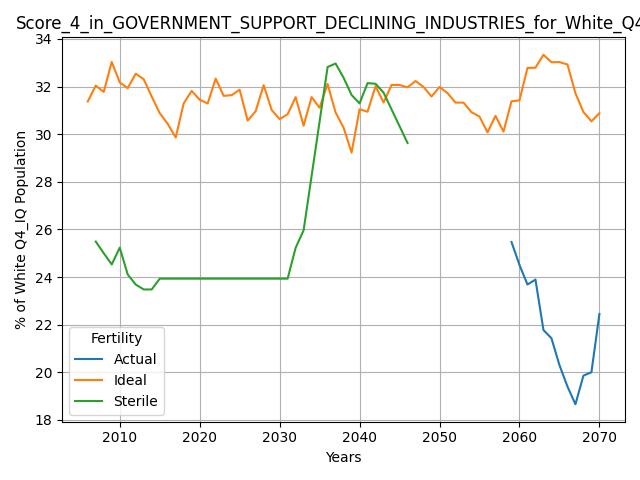 Score_4_in_GOVERNMENT_SUPPORT_DECLINING_INDUSTRIES_for_White_Q4
34
32
30
28
26
24
22
20
18
% of White Q4_IQ Population
Fertility
Actual
Ideal
Sterile
2010 2020 2030 2040 2050 2060 2070
Years